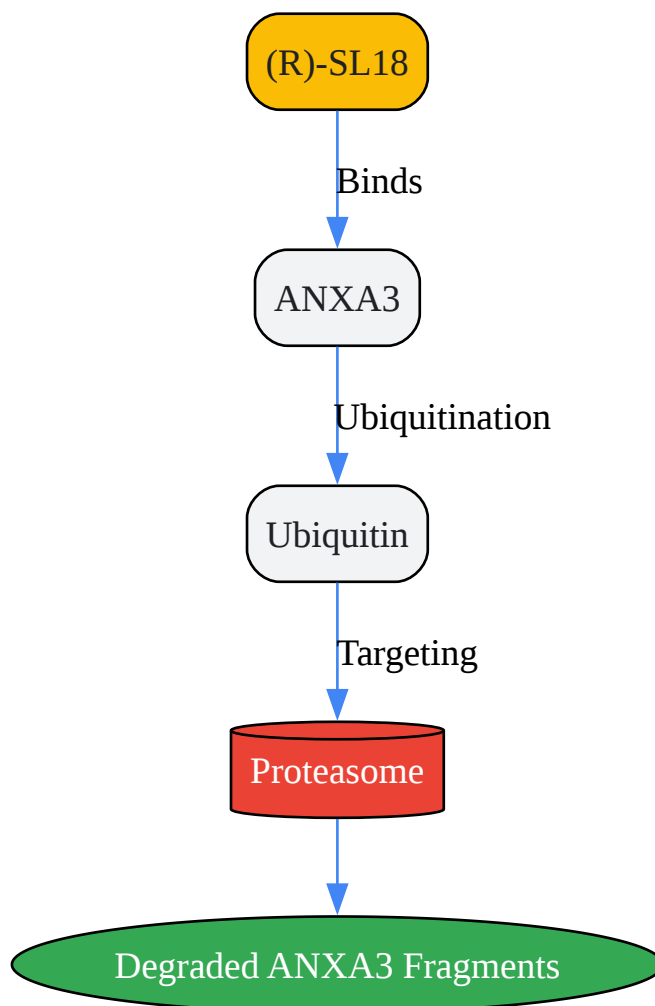 (R)-SL18
Binds
ANXA3
Ubiquitination
Ubiquitin
Targeting
Proteasome
Degraded ANXA3 Fragments